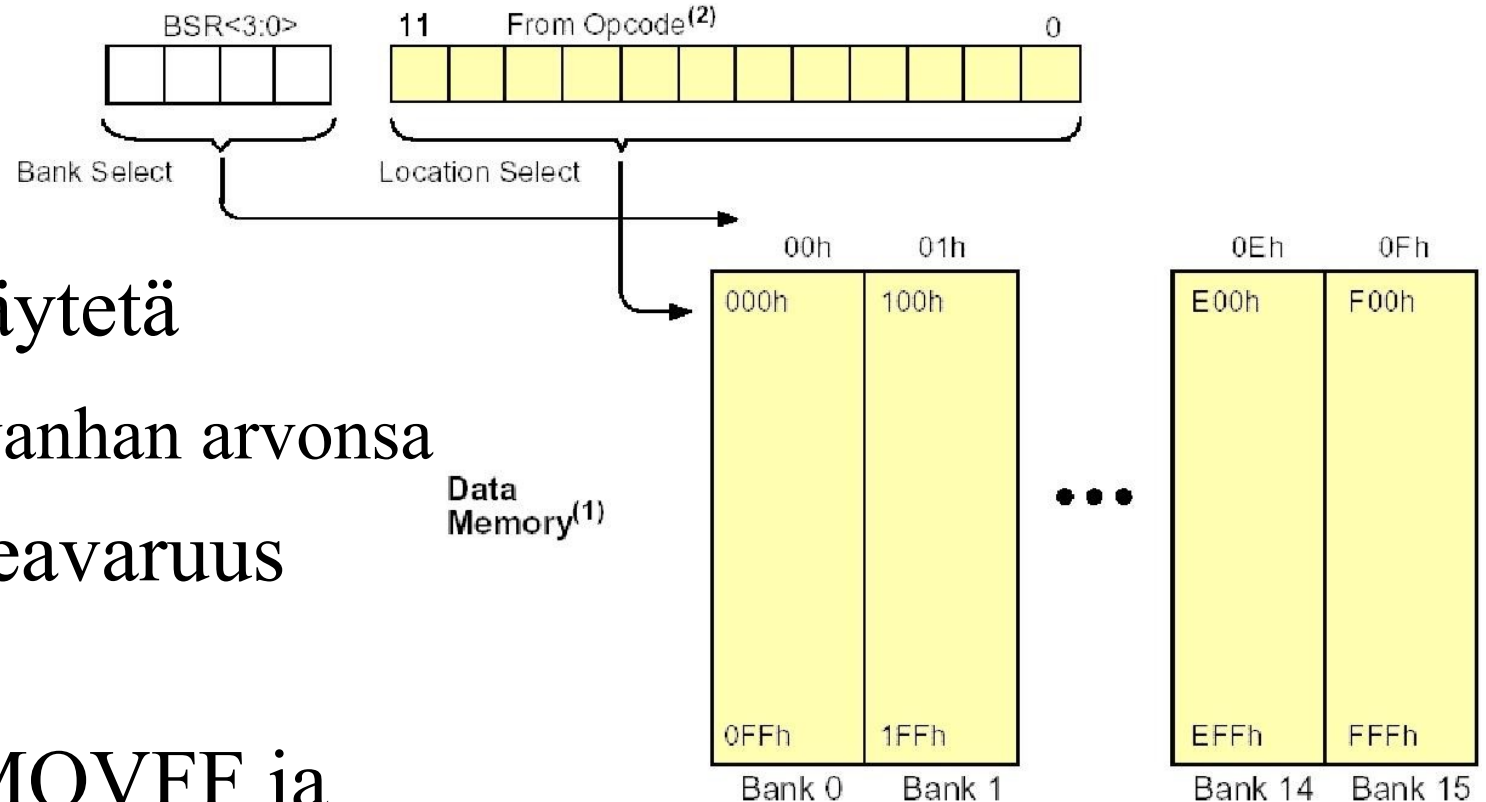 BSR<3:0>
11 From Opcode(2) 0
Bank Select
Location Select
00h 01h 0Eh 0Fh
000h 100h E00h F00h
äytetä
vanhan arvonsa
Data
Memory(1)
eavaruus
0FFh 1FFh EFFh FFFh
Bank 0 Bank 1 Bank 14 Bank 15
MOVFF ja